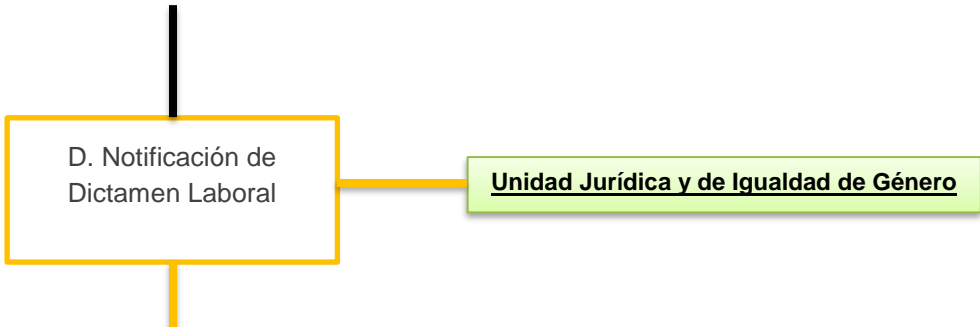 D. Notificación de
Dictamen Laboral
Unidad Jurídica y de Igualdad de Género